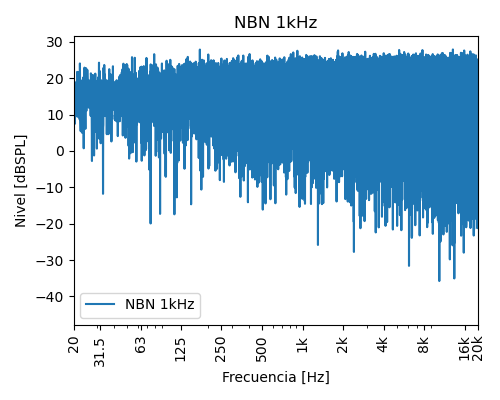 NBN 1kHz
Nivel [dBSPL]
30
20
10
0
−10
−20
−30
−40
NBN 1kHz
20
31.5
63
125
250
500
1k
2k
4k
8k
16k
20k
Frecuencia [Hz]